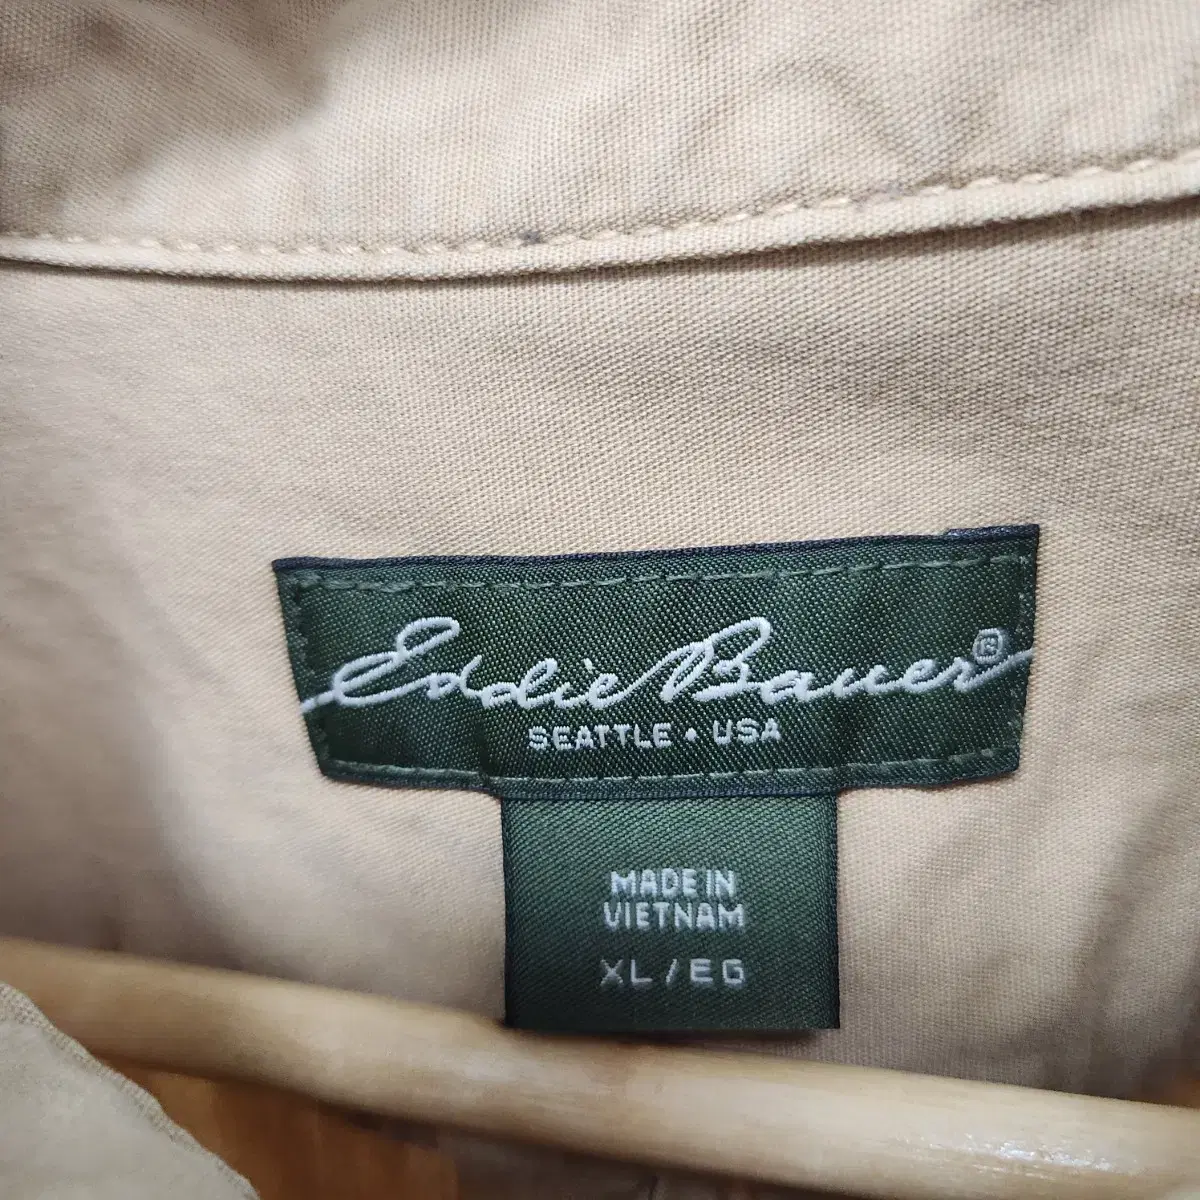 Eddie Bauer®
SEATTLE • USA
MADE IN
VIETNAM
XL / EG